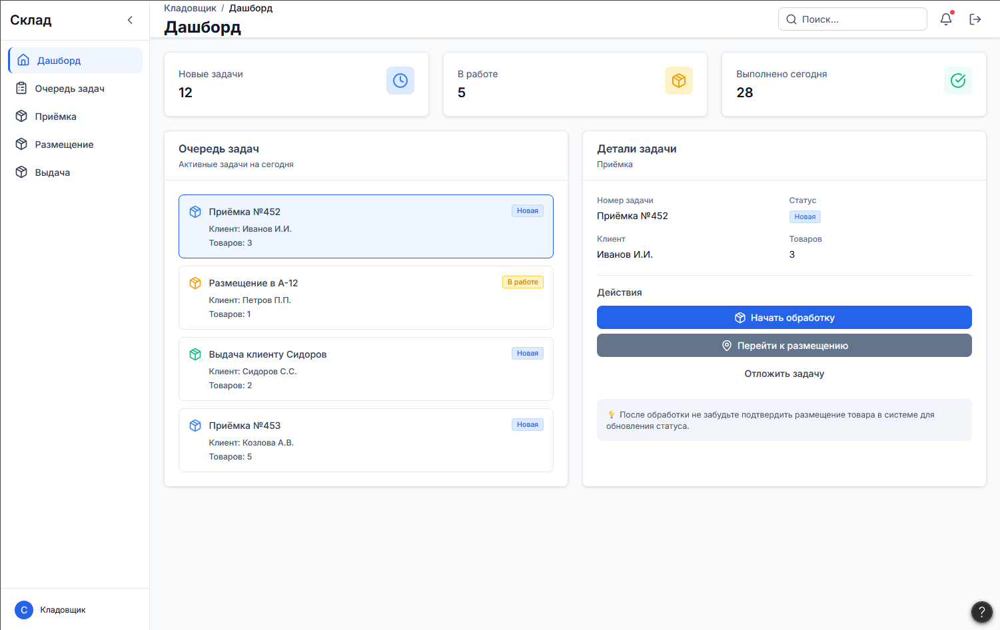 Склад
Дашборд
Очередь задач
Приёмка
Размещение
Выдача
С
Кладовщик
Кладовщик / Дашборд
Дашборд
Поиск...
Новые задачи
12
В работе
5
Выполнено сегодня
28
Очередь задач
Активные задачи на сегодня
Приёмка №452
Новая
Клиент: Иванов И.И.
Товаров: 3
Размещение в А-12
В работе
Клиент: Петров П.П.
Товаров: 1
Выдача клиенту Сидоров
Новая
Клиент: Сидоров С.С.
Товаров: 2
Приёмка №453
Новая
Клиент: Козлова А.В.
Товаров: 5
Детали задачи
Приёмка
Номер задачи
Приёмка №452
Статус
Новая
Клиент
Иванов И.И.
Товаров
3
Действия
Начать обработку
Перейти к размещению
Отложить задачу
💡 После обработки не забудьте подтвердить размещение товара в системе для
обновления статуса.
?